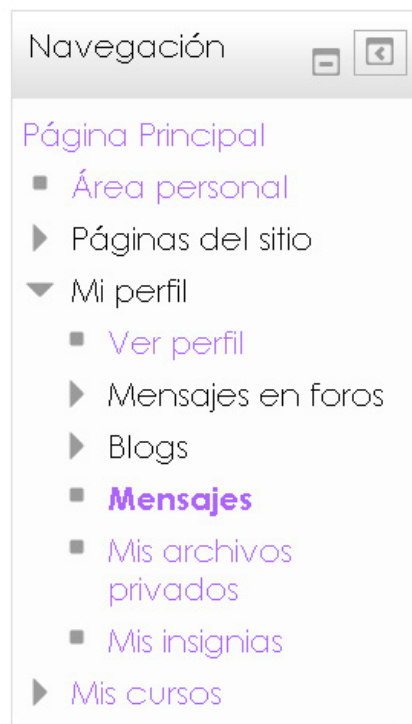 Navegación
Página Principal
Área personal
Páginas del sitio
Mi perfil
Ver perfil
Mensajes en foros
Blogs
Mensajes
Mis archivos
privados
Mis insignias
Mis cursos